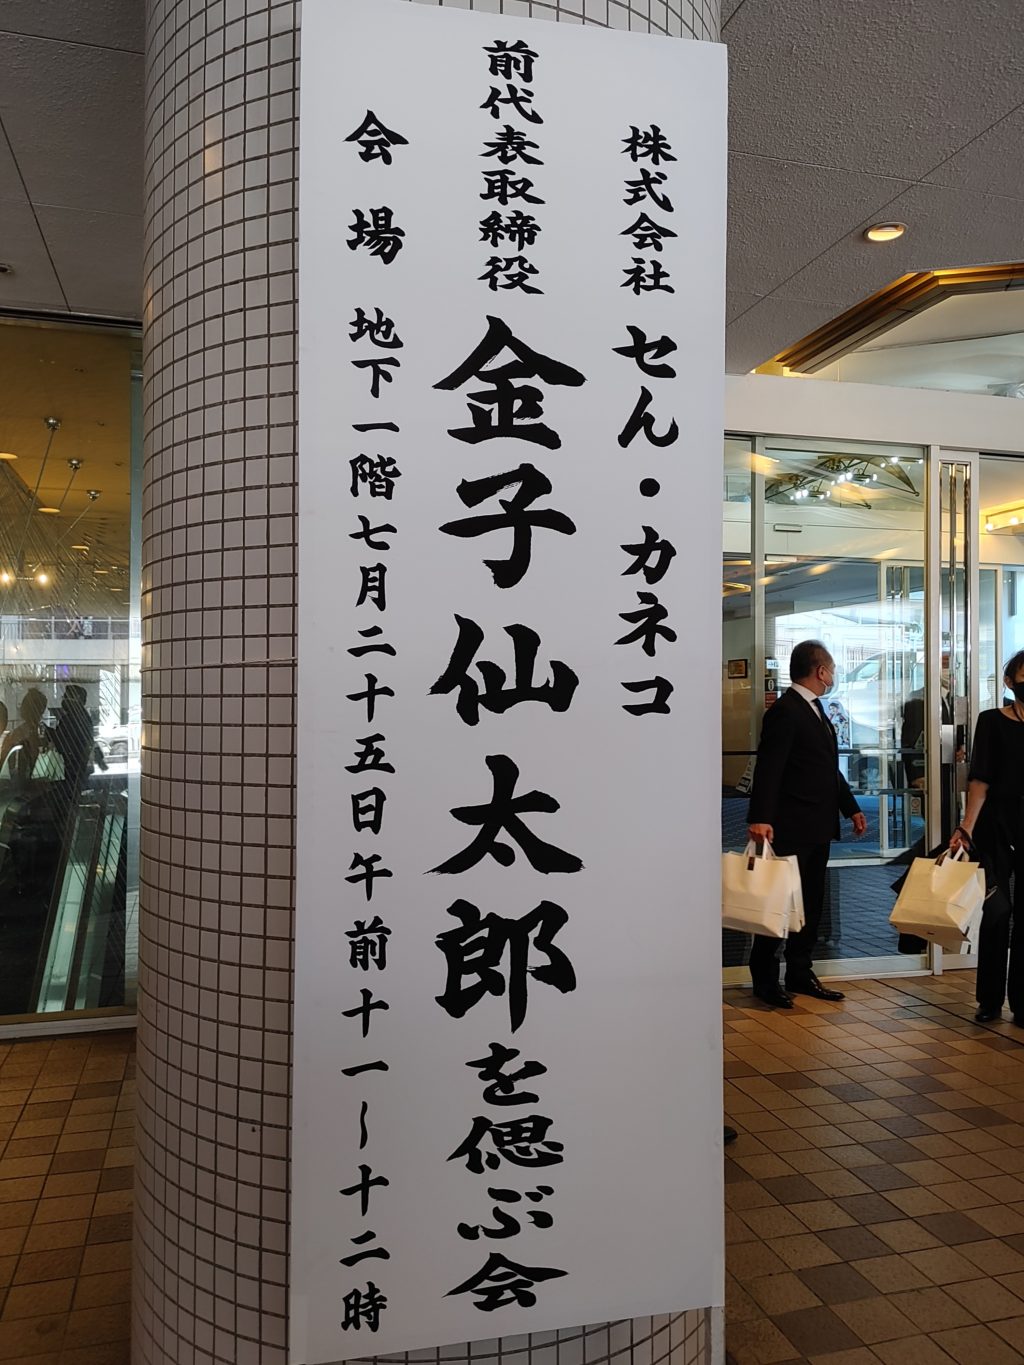 株式会社 せん・カネコ
前代表取締役 金子仙太郎を偲ぶ会
会場 地下一階七月二十五日午前十一～十二時